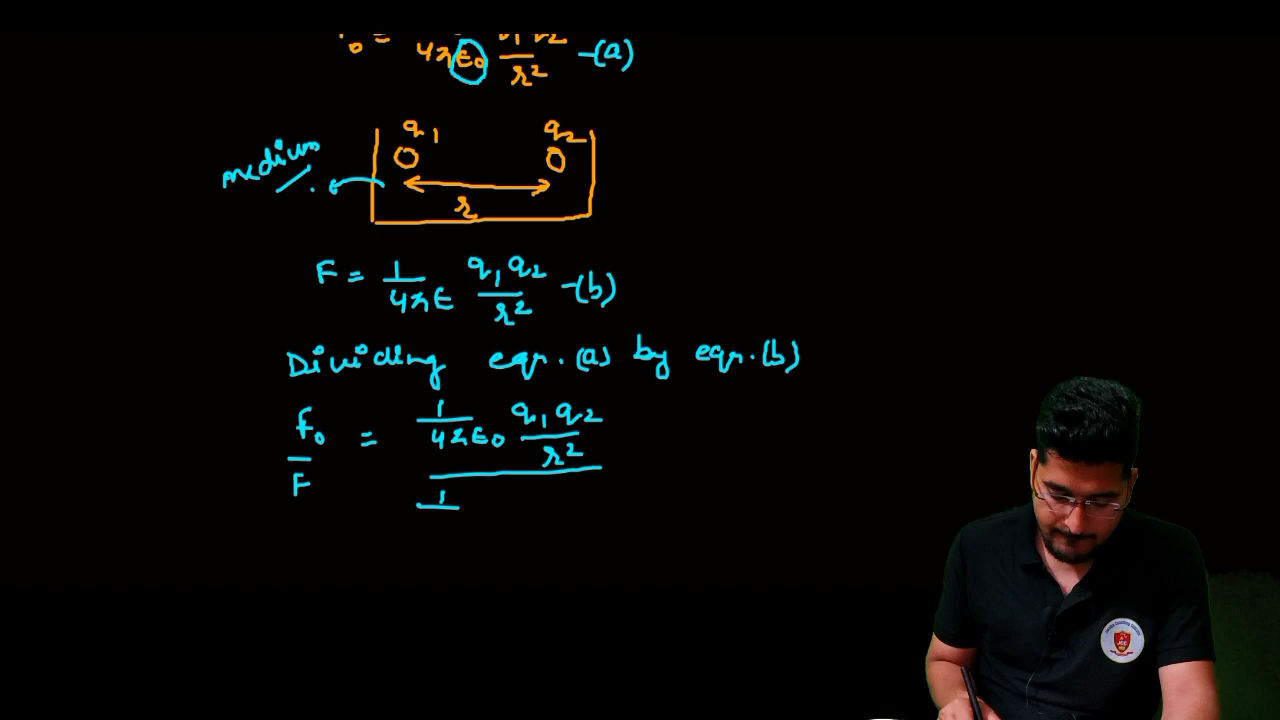 4πε₀ r² -(a)
q₁ q₂
medium
r
F = 1/4πε q₁q₂/r² -(b)
Dividing eqn.(a) by eqn.(b)
F₀/F = 1/4πε₀ q₁q₂/r²
1
JCC